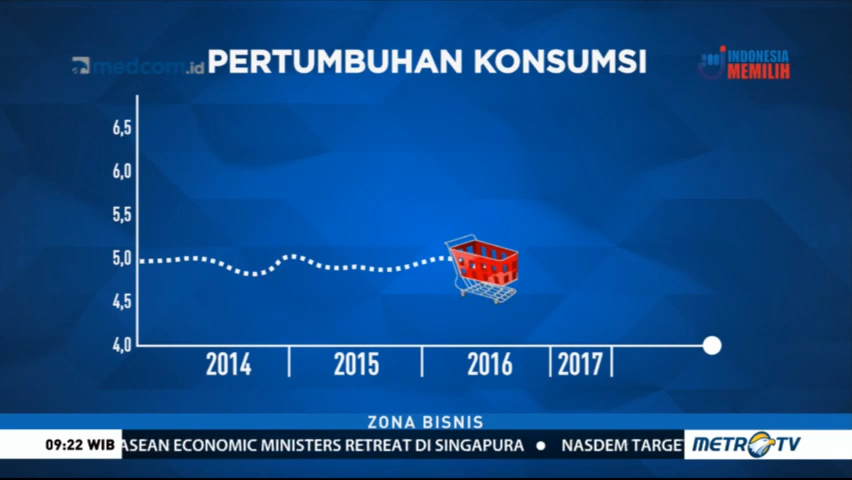 medcom.id
PERTUMBUHAN KONSUMSI
INDONESIA
MEMILIH
6,5
6,0
5,5
5,0
4,5
4,0
2014
2015
2016
2017
ZONA BISNIS
09:22 WIB
ASEAN ECONOMIC MINISTERS RETREAT DI SINGAPURA ● NASDEM TARGE
METRO TV